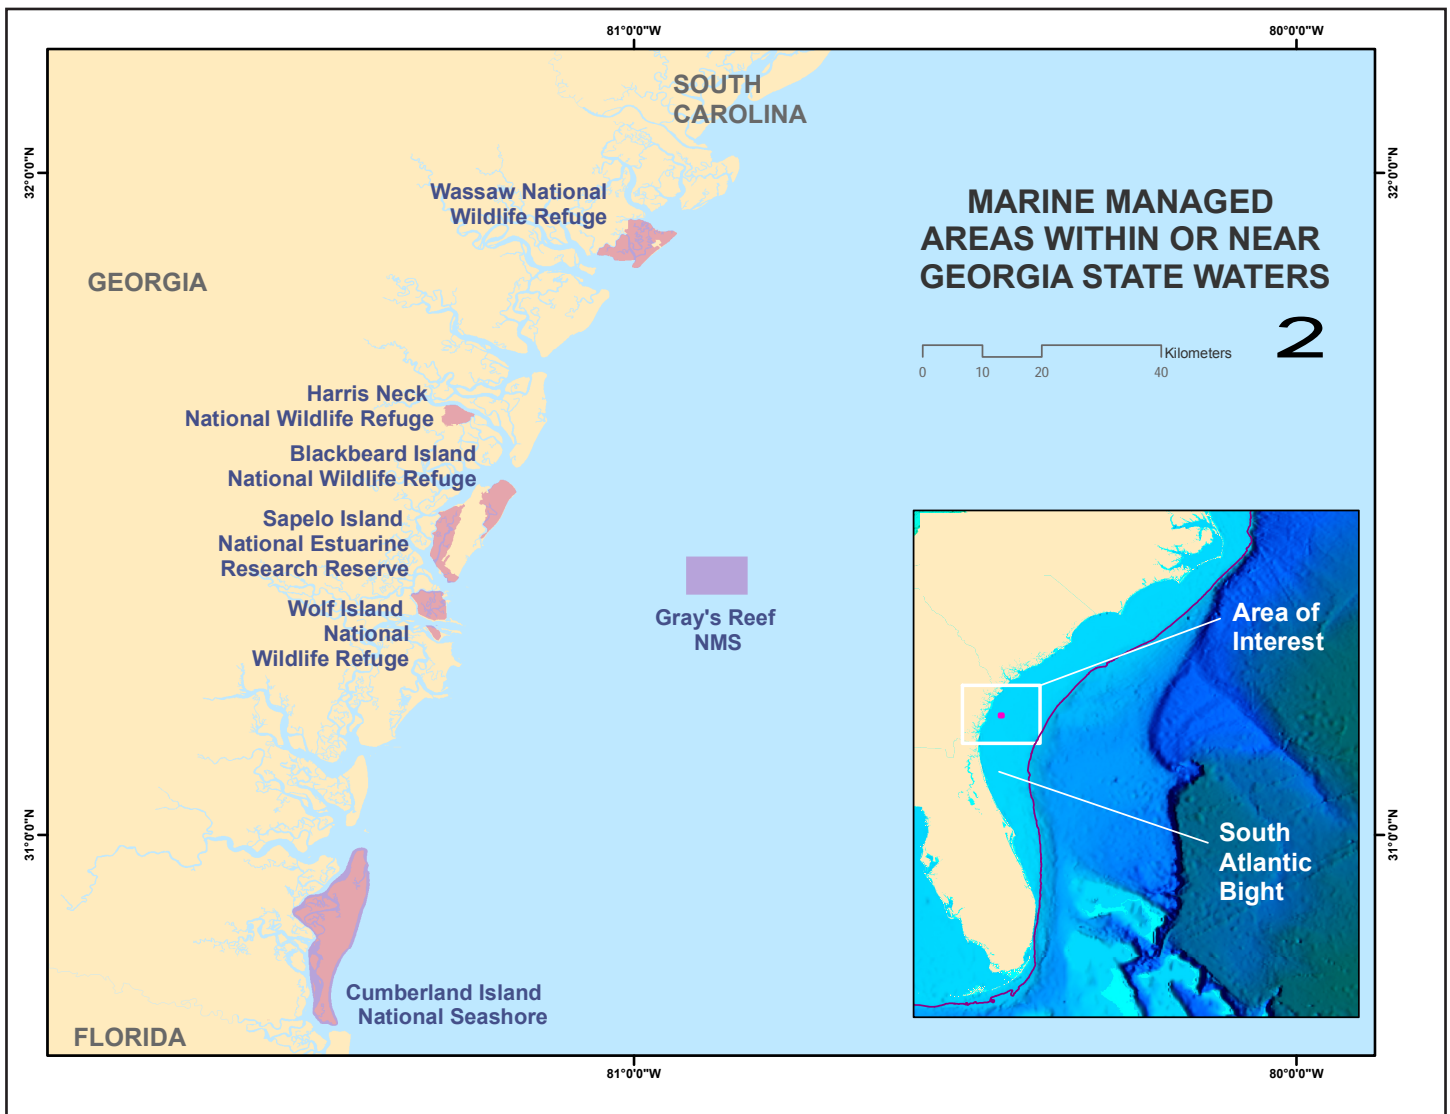 81°0'0"W
80°0'0"W
SOUTH
CAROLINA
32°0'0"N
32°0'0"N
Wassaw National
Wildlife Refuge
MARINE MANAGED
AREAS WITHIN OR NEAR
GEORGIA STATE WATERS
GEORGIA
2
Kilometers
0 10 20 40
Harris Neck
National Wildlife Refuge
Blackbeard Island
National Wildlife Refuge
Sapelo Island
National Estuarine
Research Reserve
Wolf Island
National
Wildlife Refuge
Gray's Reef
NMS
Area of
Interest
South
Atlantic
Bight
31°0'0"N
31°0'0"N
Cumberland Island
National Seashore
FLORIDA
81°0'0"W
80°0'0"W